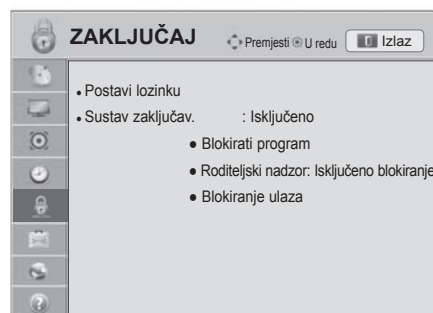 ZAKLJUČAJ Premjesti U redu Izlaz
• Postavi lozinku
• Sustav zaključav. : Isključeno
● Blokirati program
● Roditeljski nadzor: Isključeno blokiranje
● Blokiranje ulaza